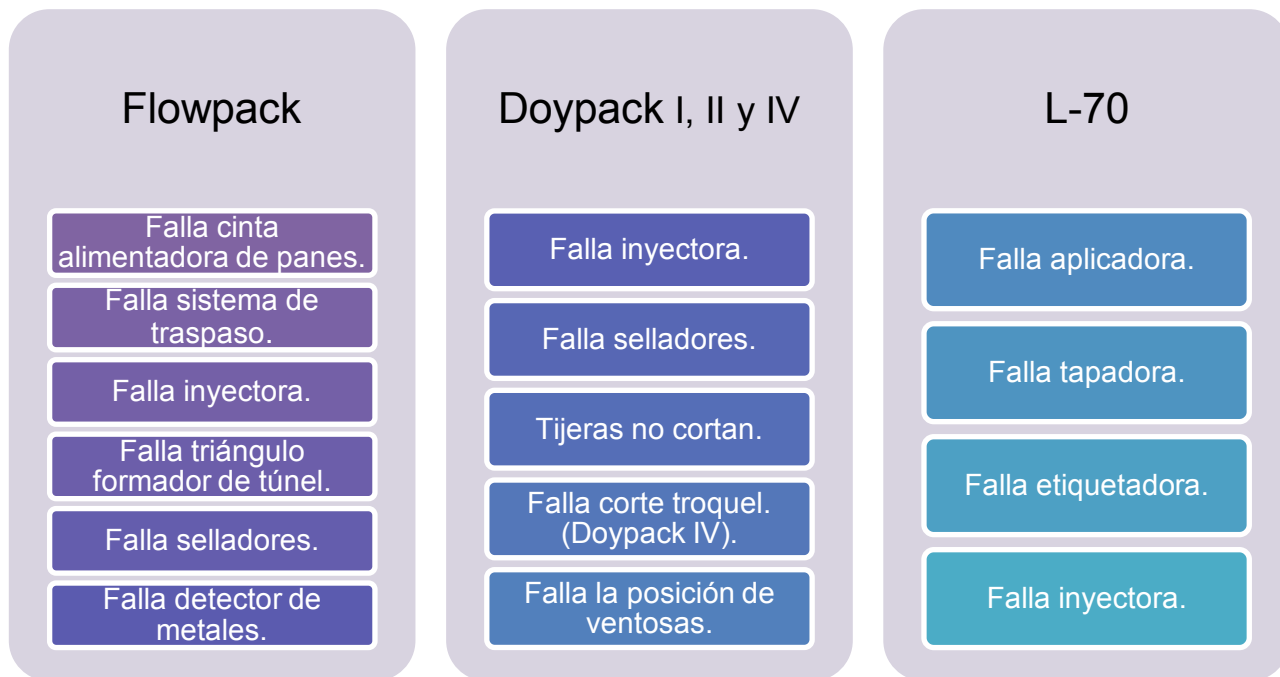 Flowpack
Falla cinta
alimentadora de panes.
Falla sistema de
traspaso.
Falla inyectora.
Falla triángulo
formador de túnel.
Falla selladores.
Falla detector de
metales.
Doypack I, II y IV
Falla inyectora.
Falla selladores.
Tijeras no cortan.
Falla corte troquel.
(Doypack IV).
Falla la posición de
ventosas.
L-70
Falla aplicadora.
Falla tapadora.
Falla etiquetadora.
Falla inyectora.